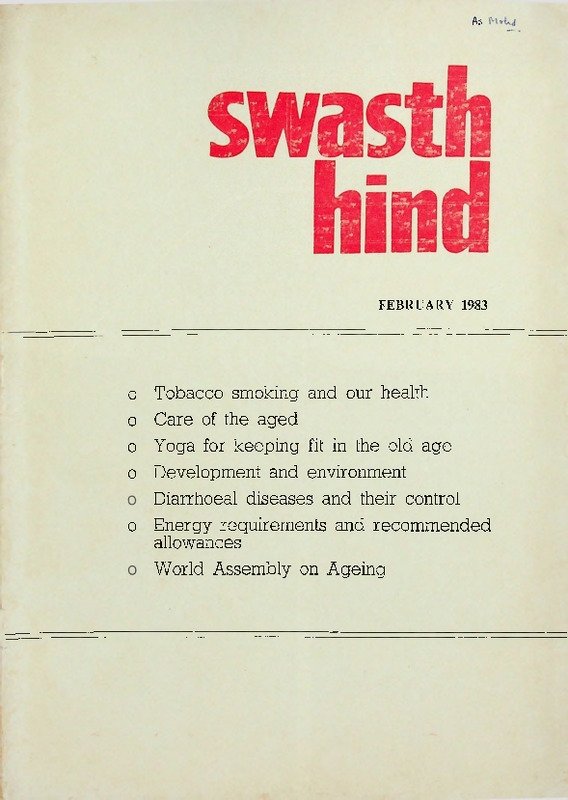 As
swasth
hind
FEBRUARY 1983
o Tobacco smoking and our health
o Care of the aged
o Yoga for keeping fit in the old age
o Development and environment
o Diarrhoeal diseases and their control
o Energy requirements and recommended
allowances
o World Assembly on Ageing